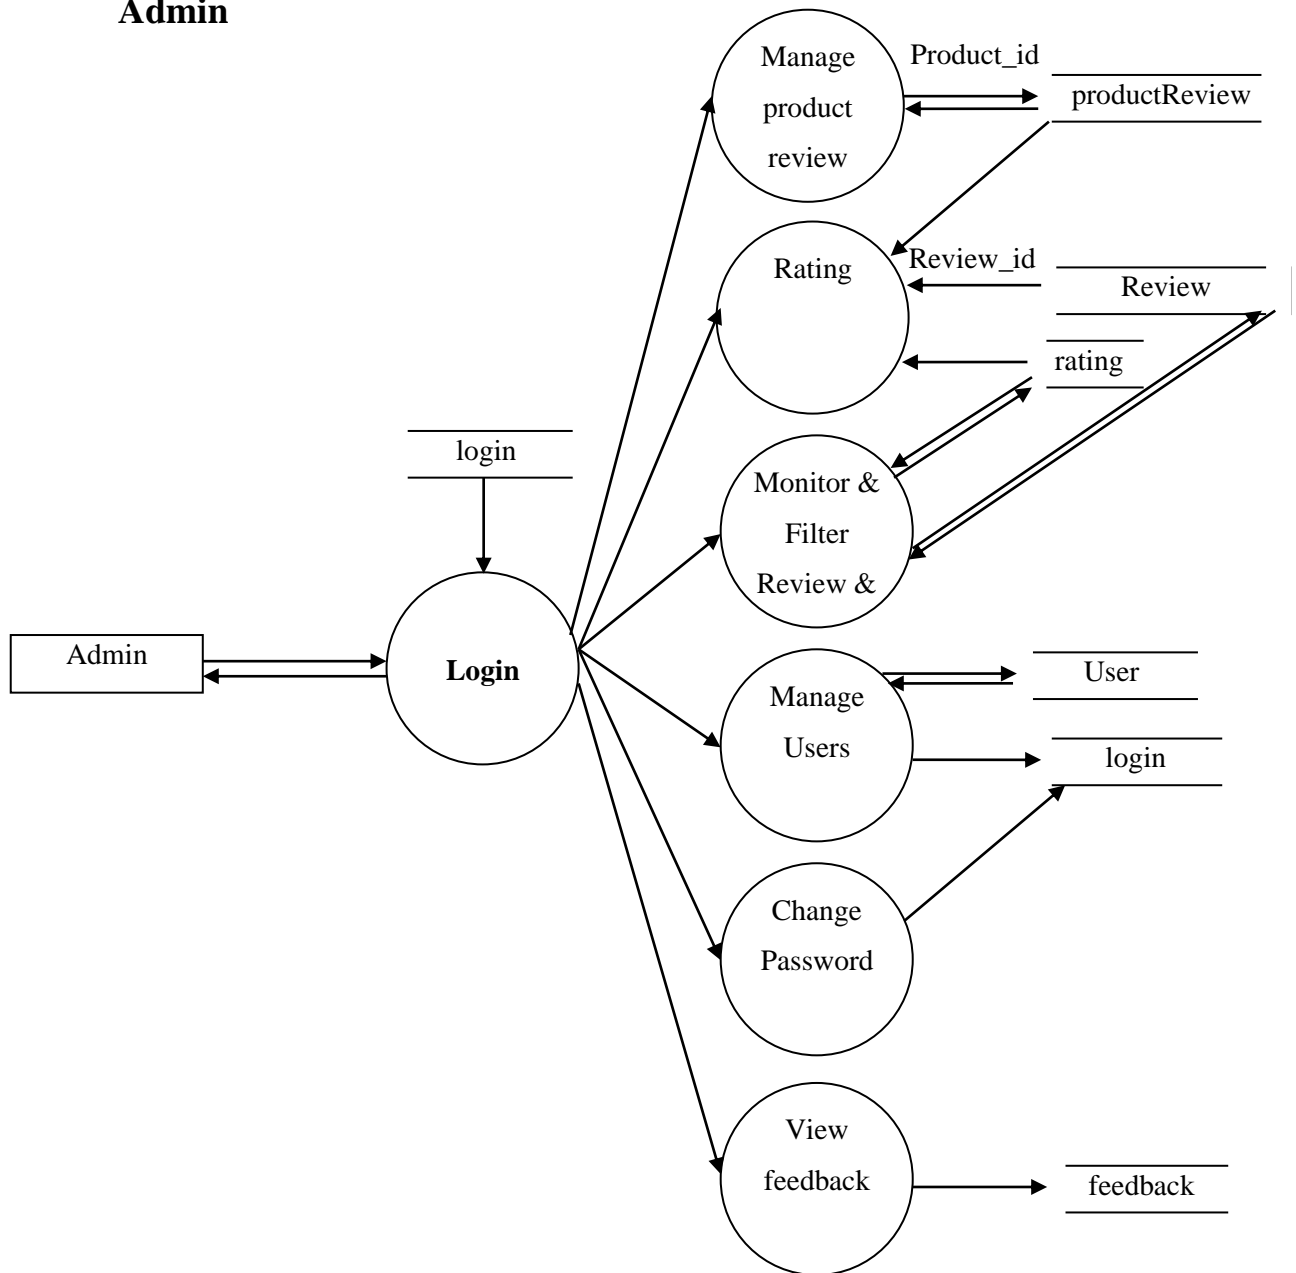 Admin
Manage
product
review
Product_id
productReview
Rating
Review_id
Review
rating
login
Monitor &
Filter
Review &
Admin
Login
Manage
Users
User
login
Change
Password
View
feedback
feedback